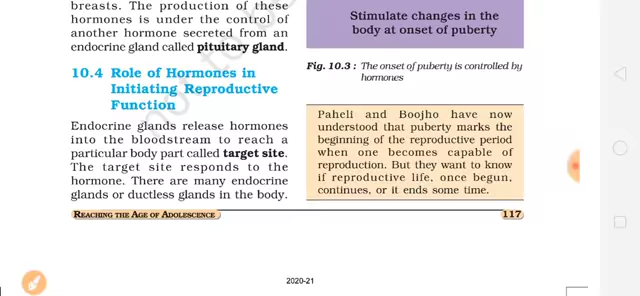 breasts. The production of these
hormones is under the control of
another hormone secreted from an
endocrine gland called pituitary gland.
10.4 Role of Hormones in
Initiating Reproductive
Function
Endocrine glands release hormones
into the bloodstream to reach a
particular body part called target site.
The target site responds to the
hormone. There are many endocrine
glands or ductless glands in the body.
Stimulate changes in the
body at onset of puberty
Fig. 10.3 : The onset of puberty is controlled by
hormones
Paheli and Boojho have now
understood that puberty marks the
beginning of the reproductive period
when one becomes capable of
reproduction. But they want to know
if reproductive life, once begun,
continues, or it ends some time.
REACHING THE AGE OF ADOLESCENCE
117
2020-21